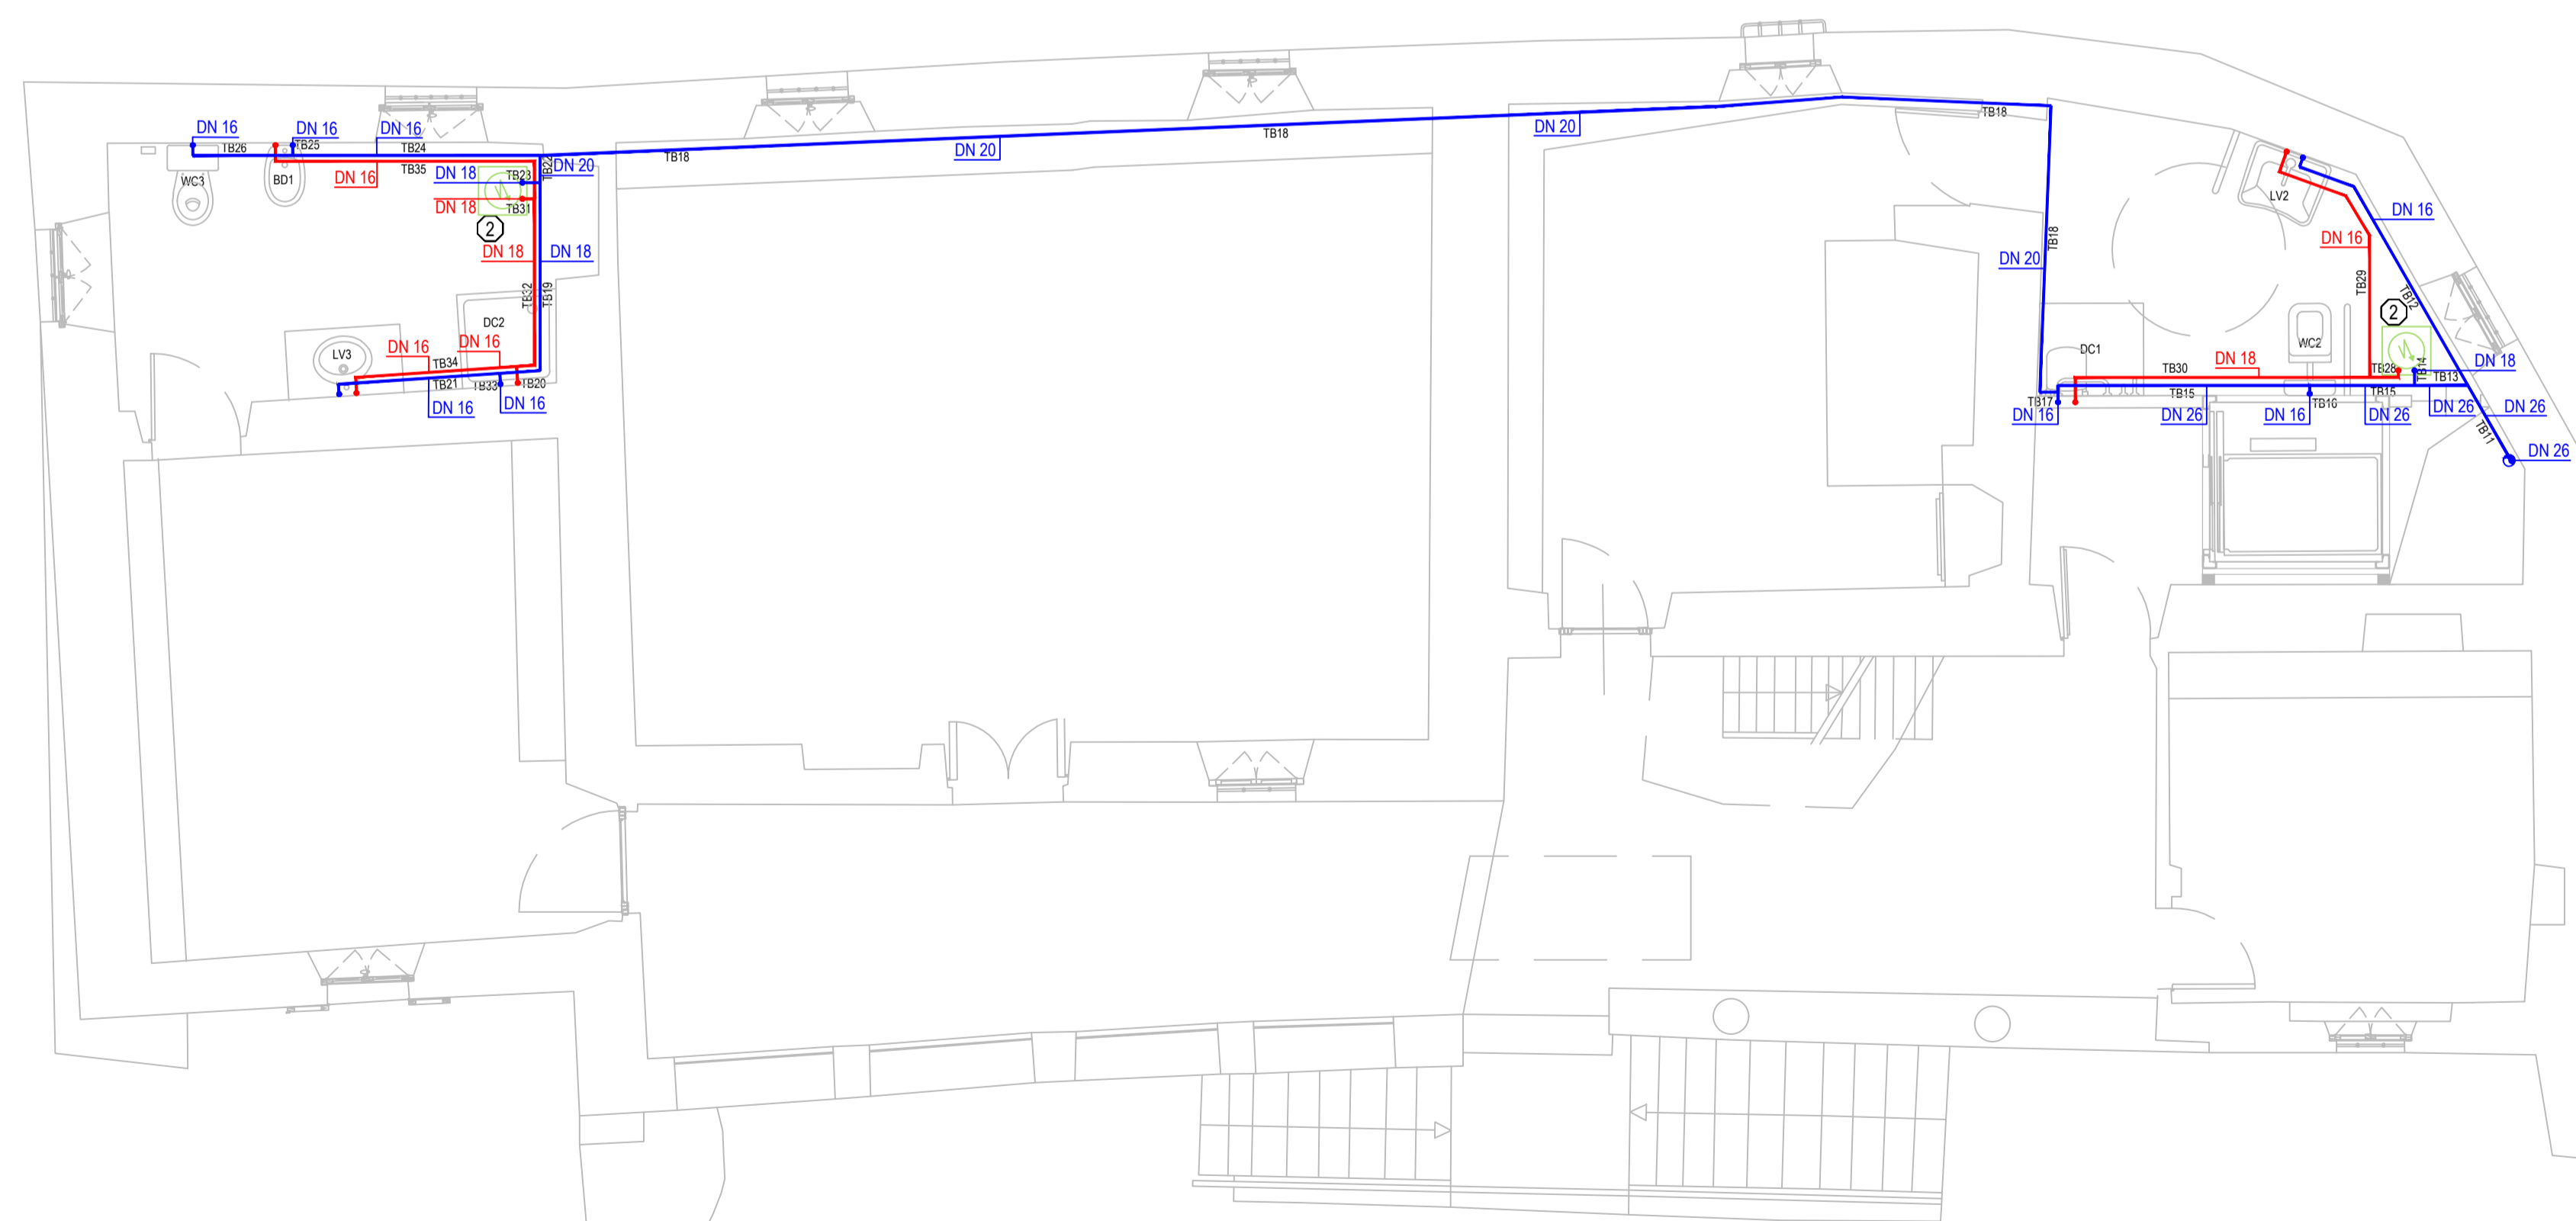 DN 16
DN 16
DN 16
TB26
TB25
TB24
TB35
WC3
BD1
DN 16
DN 18
TB23
TB22
DN 20
DN 18
TB31
2
DN 18
DN 18
TB32
TB19
DC2
LV3
DN 16
DN 16
TB34
TB21
TB33
TB20
DN 16
DN 16
TB18
DN 20
TB18
DN 20
TB18
TB18
DN 20
LV2
DN 16
DN 16
TB29
TB12
2
WC2
DC1
TB30
DN 18
TB28
TB14
TB13
DN 18
TB17
TB15
TB16
TB15
DN 16
DN 26
DN 16
DN 26
DN 26
DN 26
TB11
DN 26